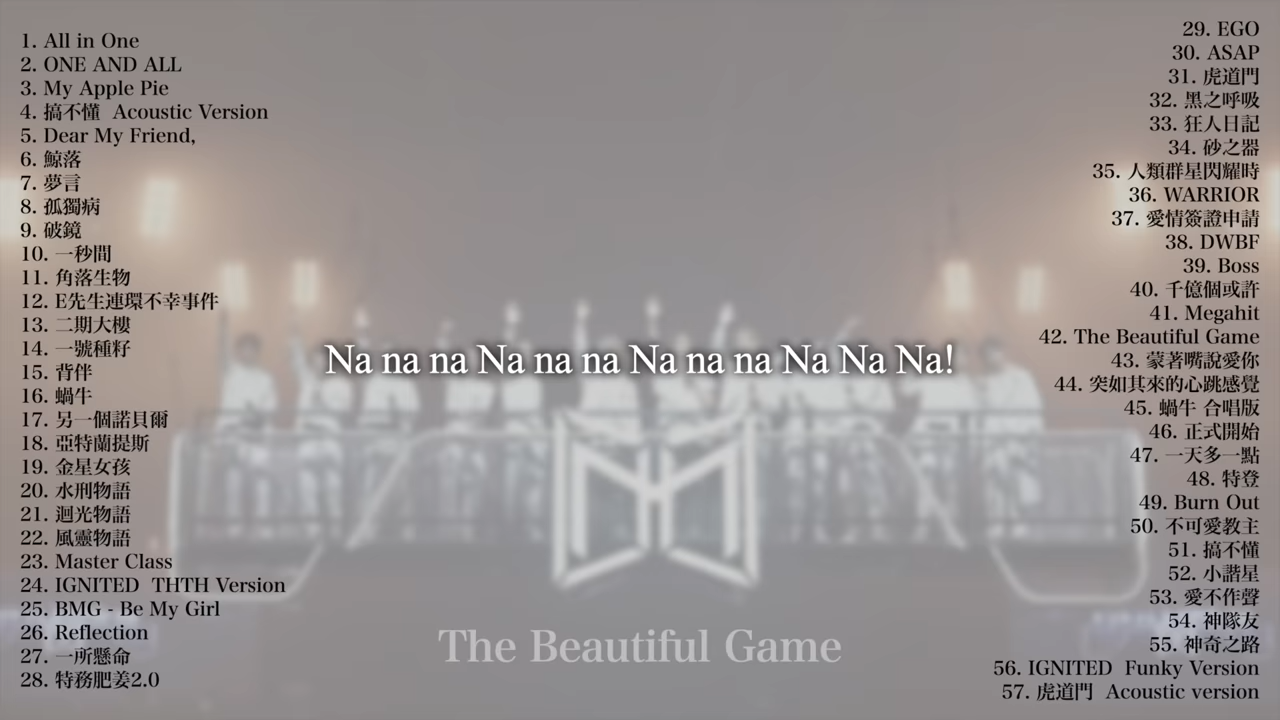 1. All in One
2. ONE AND ALL
3. My Apple Pie
4. 搞不懂 Acoustic Version
5. Dear My Friend,
6. 鯨落
7. 夢言
8. 孤獨病
9. 破鏡
10. 一秒間
11. 角落生物
12. E先生連環不幸事件
13. 二期大樓
14. 一號種籽
15. 背伴
16. 蝸牛
17. 另一個諾貝爾
18. 亞特蘭提斯
19. 金星女孩
20. 水刑物語
21. 迴光物語
22. 風靈物語
23. Master Class
24. IGNITED THTH Version
25. BMG - Be My Girl
26. Reflection
27. 一所懸命
28. 特務肥姜2.0
Na na na Na na na Na na na Na Na Na!
The Beautiful Game
29. EGO
30. ASAP
31. 虎道門
32. 黑之呼吸
33. 狂人日記
34. 砂之器
35. 人類群星閃耀時
36. WARRIOR
37. 愛情簽證申請
38. DWBF
39. Boss
40. 千億個或許
41. Megahit
42. The Beautiful Game
43. 蒙著嘴說愛你
44. 突如其來的心跳感覺
45. 蝸牛 合唱版
46. 正式開始
47. 一天多一點
48. 特登
49. Burn Out
50. 不可愛教主
51. 搞不懂
52. 小諧星
53. 愛不作聲
54. 神隊友
55. 神奇之路
56. IGNITED Funky Version
57. 虎道門 Acoustic version